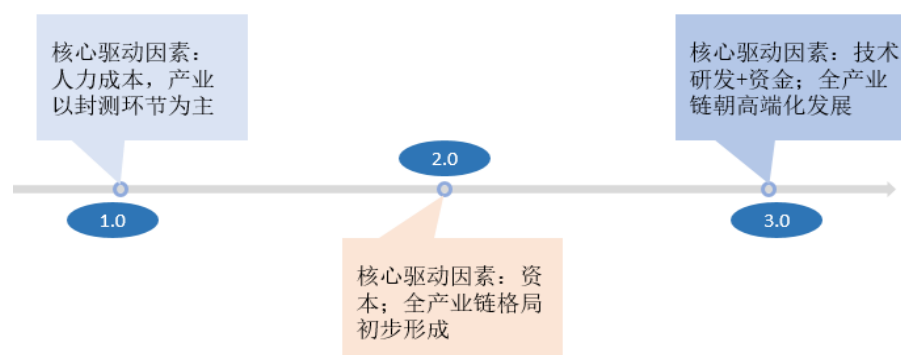 核心驱动因素：
人力成本，产业
以封测环节为主
核心驱动因素：技术
研发+资金；全产业
链朝高端化发展
2.0
1.0
3.0
核心驱动因素：资
本；全产业链格局
初步形成